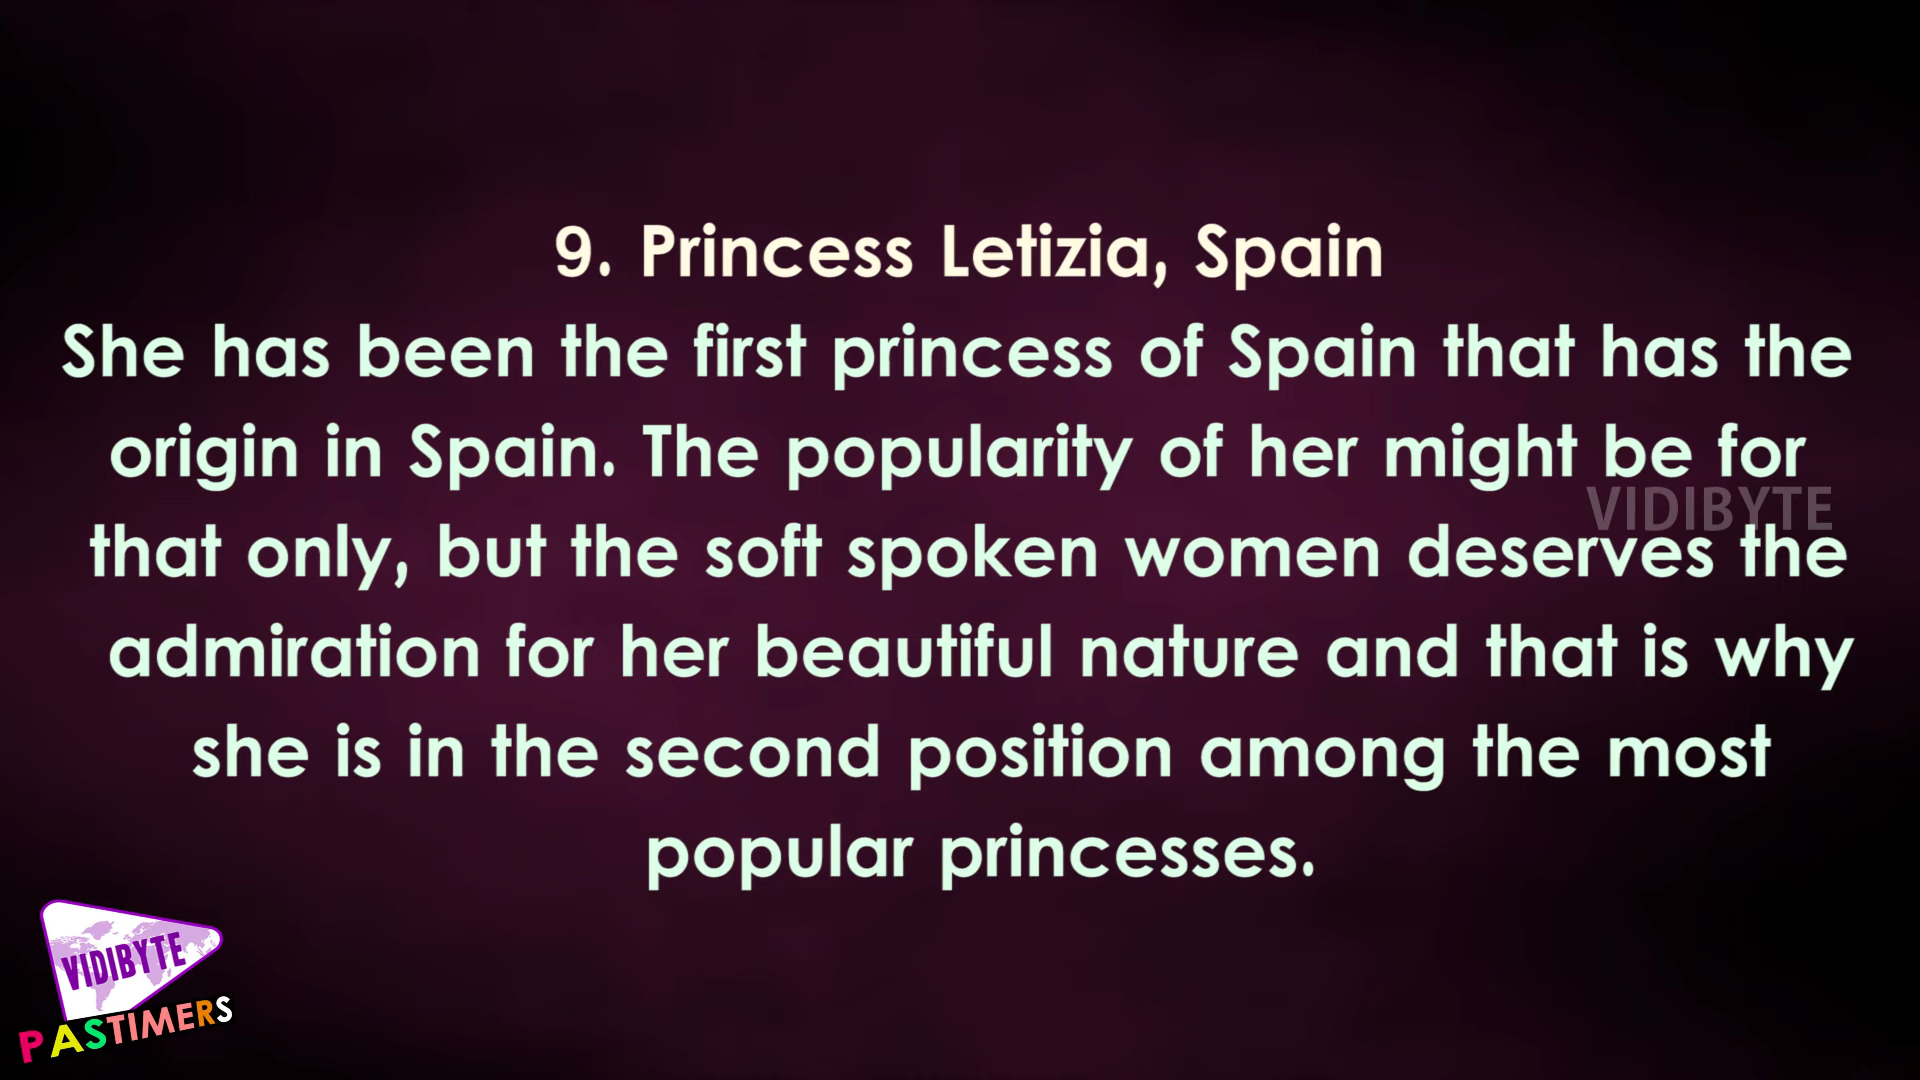 9. Princess Letizia, Spain
She has been the first princess of Spain that has the
origin in Spain. The popularity of her might be for
VIDIBYTE
that only, but the soft spoken women deserves the
admiration for her beautiful nature and that is why
she is in the second position among the most
popular princesses.
VIDIBYTE
PASTIMERS